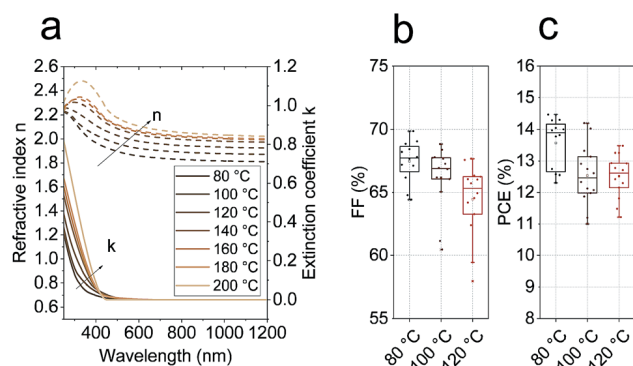 a
b
c
Refractive index n
2.6
2.4
2.2
2.0
1.8
1.6
1.4
1.2
1.0
0.8
0.6
1.2
1.0
0.8
0.6
0.4
0.2
0.0
Extinction coefficient k
n
k
80 °C
100 °C
120 °C
140 °C
160 °C
180 °C
200 °C
400 600 800 1000 1200
Wavelength (nm)
FF (%)
75
70
65
60
55
80 °C
100 °C
120 °C
PCE (%)
16
15
14
13
12
11
10
9
8
80 °C
100 °C
120 °C